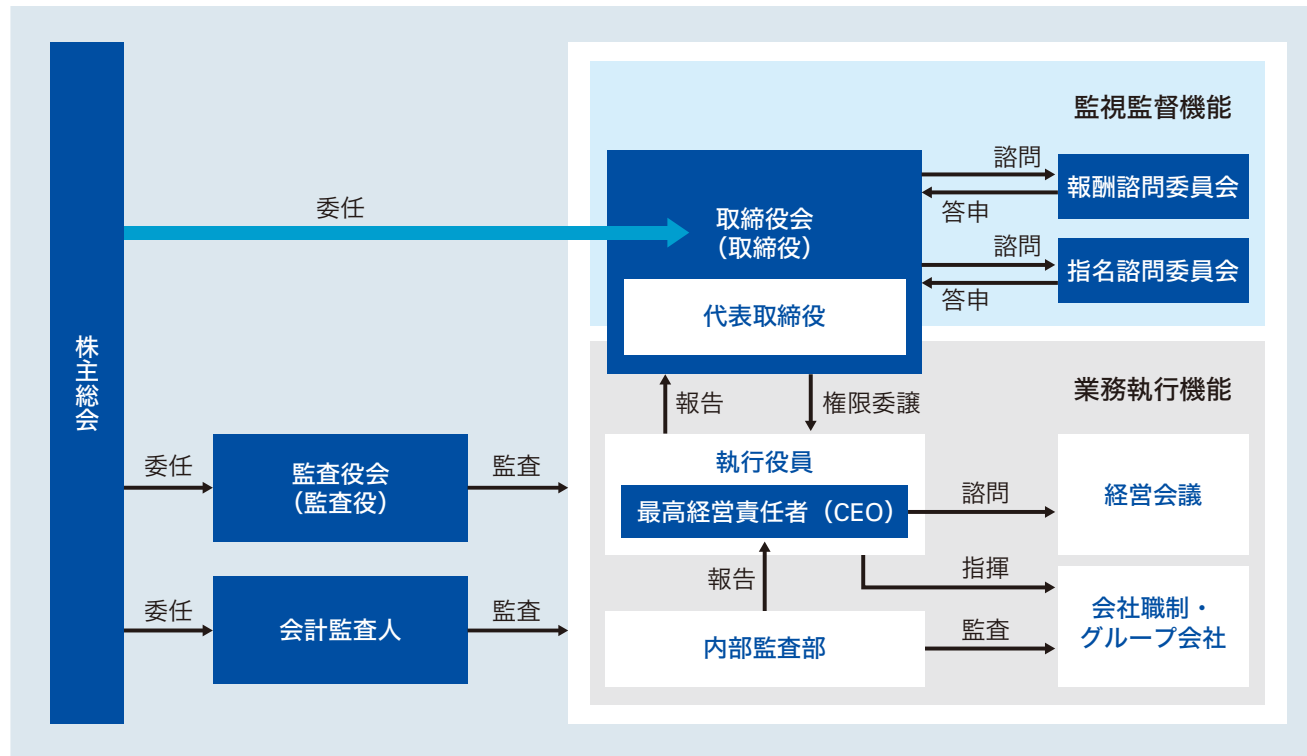 株主総会
委任
監視監督機能
取締役会
(取締役)
代表取締役
諮問
答申
報酬諮問委員会
諮問
答申
指名諮問委員会
報告
権限委譲
業務執行機能
委任
監査役会
(監査役)
監査
執行役員
最高経営責任者(CEO)
諮問
経営会議
報告
指揮
会社職制・
グループ会社
委任
会計監査人
監査
内部監査部
監査